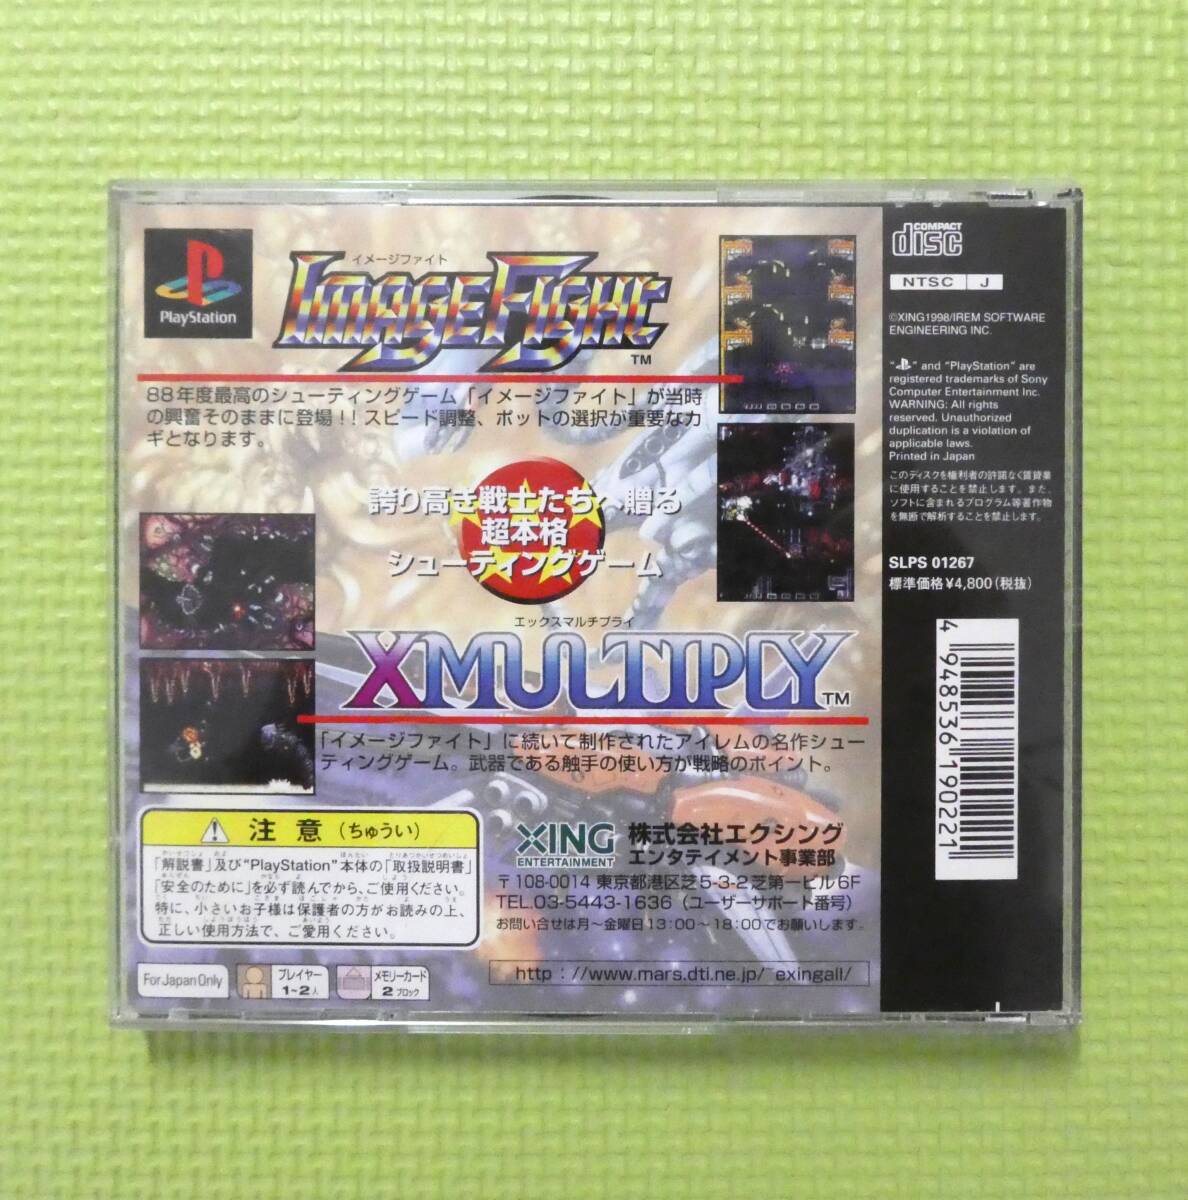 PlayStation
イメージファイト
IMAGE FIGHT
TM
88年度最高のシューティングゲーム「イメージファイト」が当時
の興奮そのままに登場!! スピード調整、ポットの選択が重要なカ
ギとなります。
誇り高き戦士たちへ贈る
超本格
シューティングゲーム
エックスマルチプライ
XMULTIPLY
TM
「イメージファイト」に続いて制作されたアイレムの名作シュー
ティングゲーム。武器である触手の使い方が戦略のポイント。
注意(ちゅうい)
「解説書」及び“PlayStation”本体の「取扱説明書」
「安全のために」を必ず読んでから、ご使用ください。
特に、小さいお子様は保護者の方がお読みの上、
正しい使用方法で、ご愛用ください。
For Japan Only
プレイヤー
1~2人
メモリーカード
2ブロック
XING
ENTERTAINMENT
株式会社エクシング
エンタテイメント事業部
〒108-0014 東京都港区芝5-3-2芝第一ビル6F
TEL.03-5443-1636(ユーザーサポート番号)
お問い合せは月~金曜日13:00~18:00でお願いします。
http://www.mars.dti.ne.jp/~exingall/
COMPACT
disc
NTSC J
©XING1998/IREM SOFTWARE
ENGINEERING INC.
“ ” and “PlayStation” are
registered trademarks of Sony
Computer Entertainment Inc.
WARNING: All rights
reserved. Unauthorized
duplication is a violation of
applicable laws.
Printed in Japan
このディスクを権利者の許諾なく賃貸業
に使用することを禁止します。また、
ソフトに含まれるプログラム等著作物
を無断で解析することを禁止します。
SLPS 01267
標準価格¥4,800(税抜)
4 948536 190221